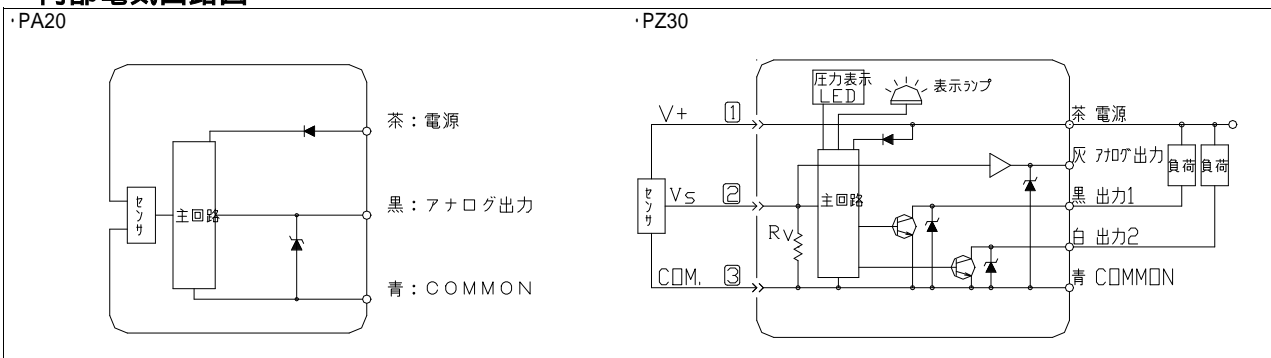 内部電気回路図
・PA20
センサ
主回路
茶：電源
黒：アナログ出力
青：COMMON
・PZ30
圧力表示
LED
表示ランプ
V+
1
センサ
Vs
2
主回路
Rv
COM.
3
茶 電源
灰 アナログ出力
黒 出力1
白 出力2
青 COMMON
負荷
負荷